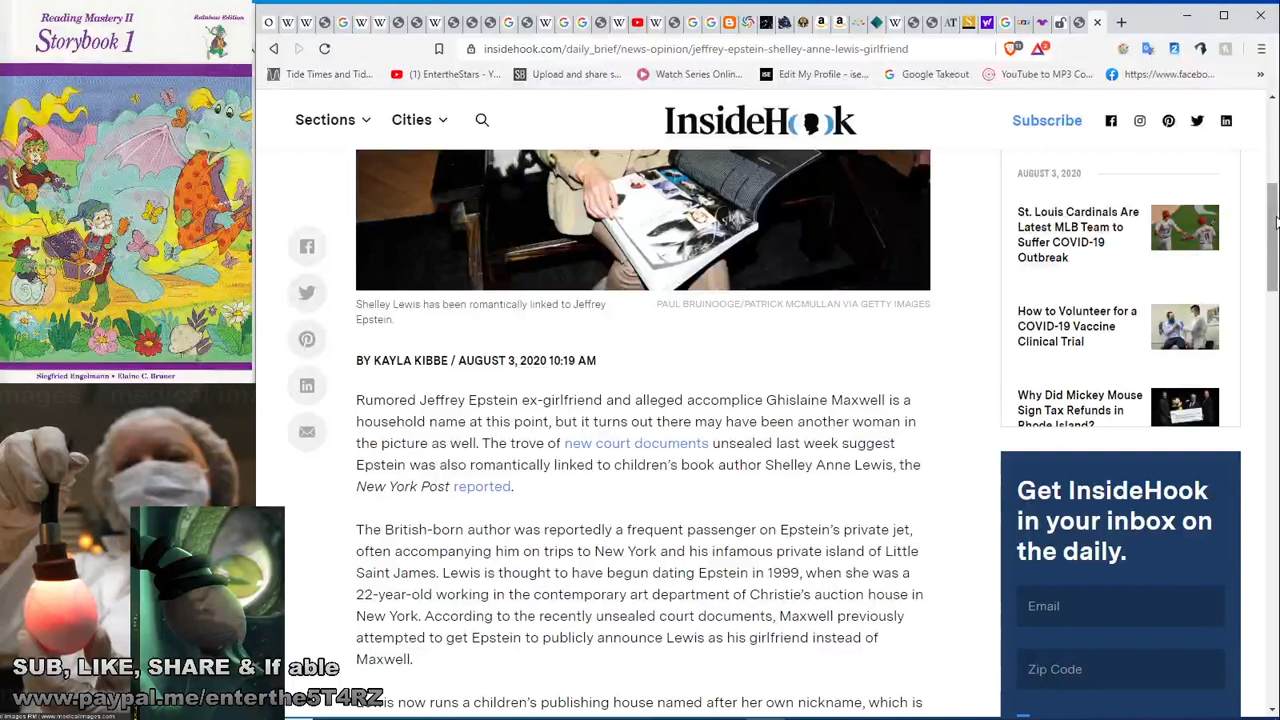 Reading Mastery II
Rainbow Edition
Storybook 1
Siegfried Engelmann • Elaine C. Bruner
insidehook.com/daily_brief/news-opinion/jeffrey-epstein-shelley-anne-lewis-girlfriend
Tide Times and Tid...
(1) EntertheStars - Y...
Upload and share s...
Watch Series Online...
Edit My Profile - ise...
Google Takeout
YouTube to MP3 Co...
https://www.facebo...
Sections
Cities
InsideHook
Subscribe
Shelley Lewis has been romantically linked to Jeffrey
Epstein.
PAUL BRUINOOGE/PATRICK MCMULLAN VIA GETTY IMAGES
BY KAYLA KIBBE / AUGUST 3, 2020 10:19 AM
Rumored Jeffrey Epstein ex-girlfriend and alleged accomplice Ghislaine Maxwell is a
household name at this point, but it turns out there may have been another woman in
the picture as well. The trove of new court documents unsealed last week suggest
Epstein was also romantically linked to children's book author Shelley Anne Lewis, the
New York Post reported.
The British-born author was reportedly a frequent passenger on Epstein's private jet,
often accompanying him on trips to New York and his infamous private island of Little
Saint James. Lewis is thought to have begun dating Epstein in 1999, when she was a
22-year-old working in the contemporary art department of Christie's auction house in
New York. According to the recently unsealed court documents, Maxwell previously
attempted to get Epstein to publicly announce Lewis as his girlfriend instead of
Maxwell.
is now runs a children's publishing house named after her own nickname, which is
AUGUST 3, 2020
St. Louis Cardinals Are
Latest MLB Team to
Suffer COVID-19
Outbreak
How to Volunteer for a
COVID-19 Vaccine
Clinical Trial
Why Did Mickey Mouse
Sign Tax Refunds in
Rhode Island?
Get InsideHook
in your inbox on
the daily.
Email
Zip Code
SUB, LIKE, SHARE & If able
www.paypal.me/enterthe5T4RZ